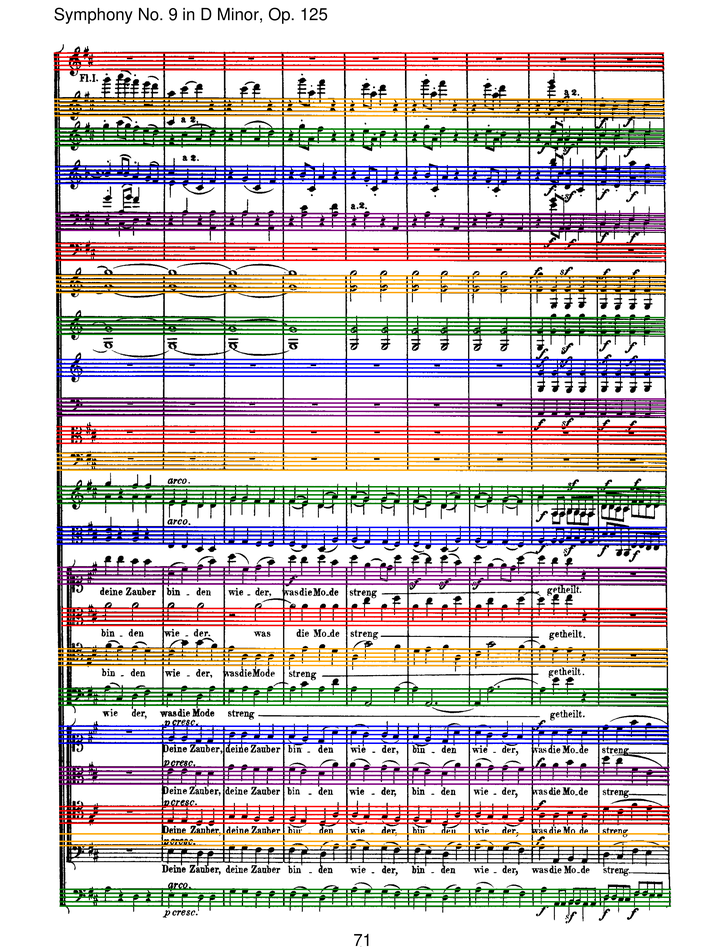 Symphony No. 9 in D Minor, Op. 125
Fl.I.
a 2.
a 2.
a 2.
a.2.
f sf
f f
arco.
sf
arco.
f
sf
deine Zauber bin - den wie - der, was die Mo - de streng getheilt.
bin - den wie - der. was die Mo - de streng getheilt.
bin - den wie - der, was die Mode streng getheilt.
wie der, was die Mode streng getheilt.
p cresc.
Deine Zauber, deine Zauber bin - den wie - der, bin - den wie - der, was die Mo - de streng
p cresc.
Deine Zauber, deine Zauber bin - den wie - der, bin - den wie - der, was die Mo - de streng
p cresc.
Deine Zauber, deine Zauber bin - den wie - der, bin - den wie - der, was die Mo - de streng
p cresc.
Deine Zauber, deine Zauber bin - den wie - der, bin - den wie - der, was die Mo - de streng
arco.
p cresc.
f sf
71